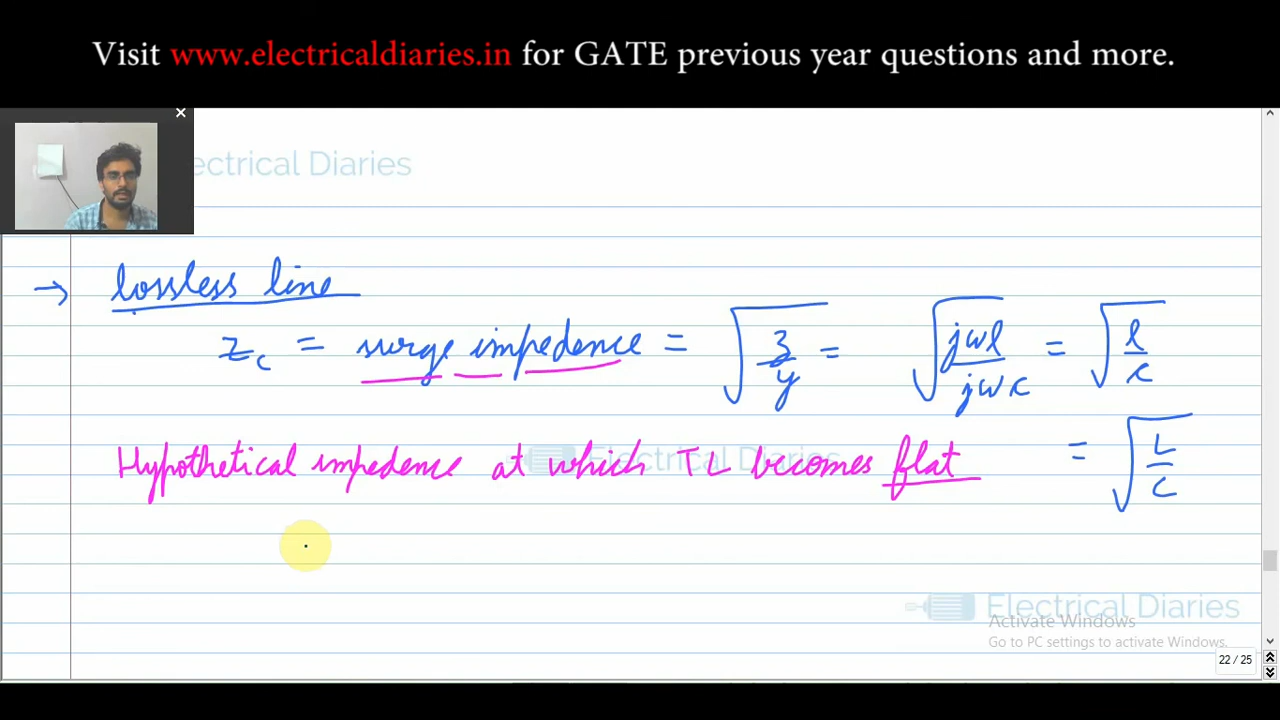 Visit www.electricaldiaries.in for GATE previous year questions and more.
ectrical Diaries
→ lossless line
Zc = surge impedence = √(z/y) = √(jωl/jωc) = √(l/c)
= √(L/C)
Hypothetical impedence at which TL becomes flat
Electrical Diaries
Electrical Diaries
Activate Windows
Go to PC settings to activate Windows.
22 / 25